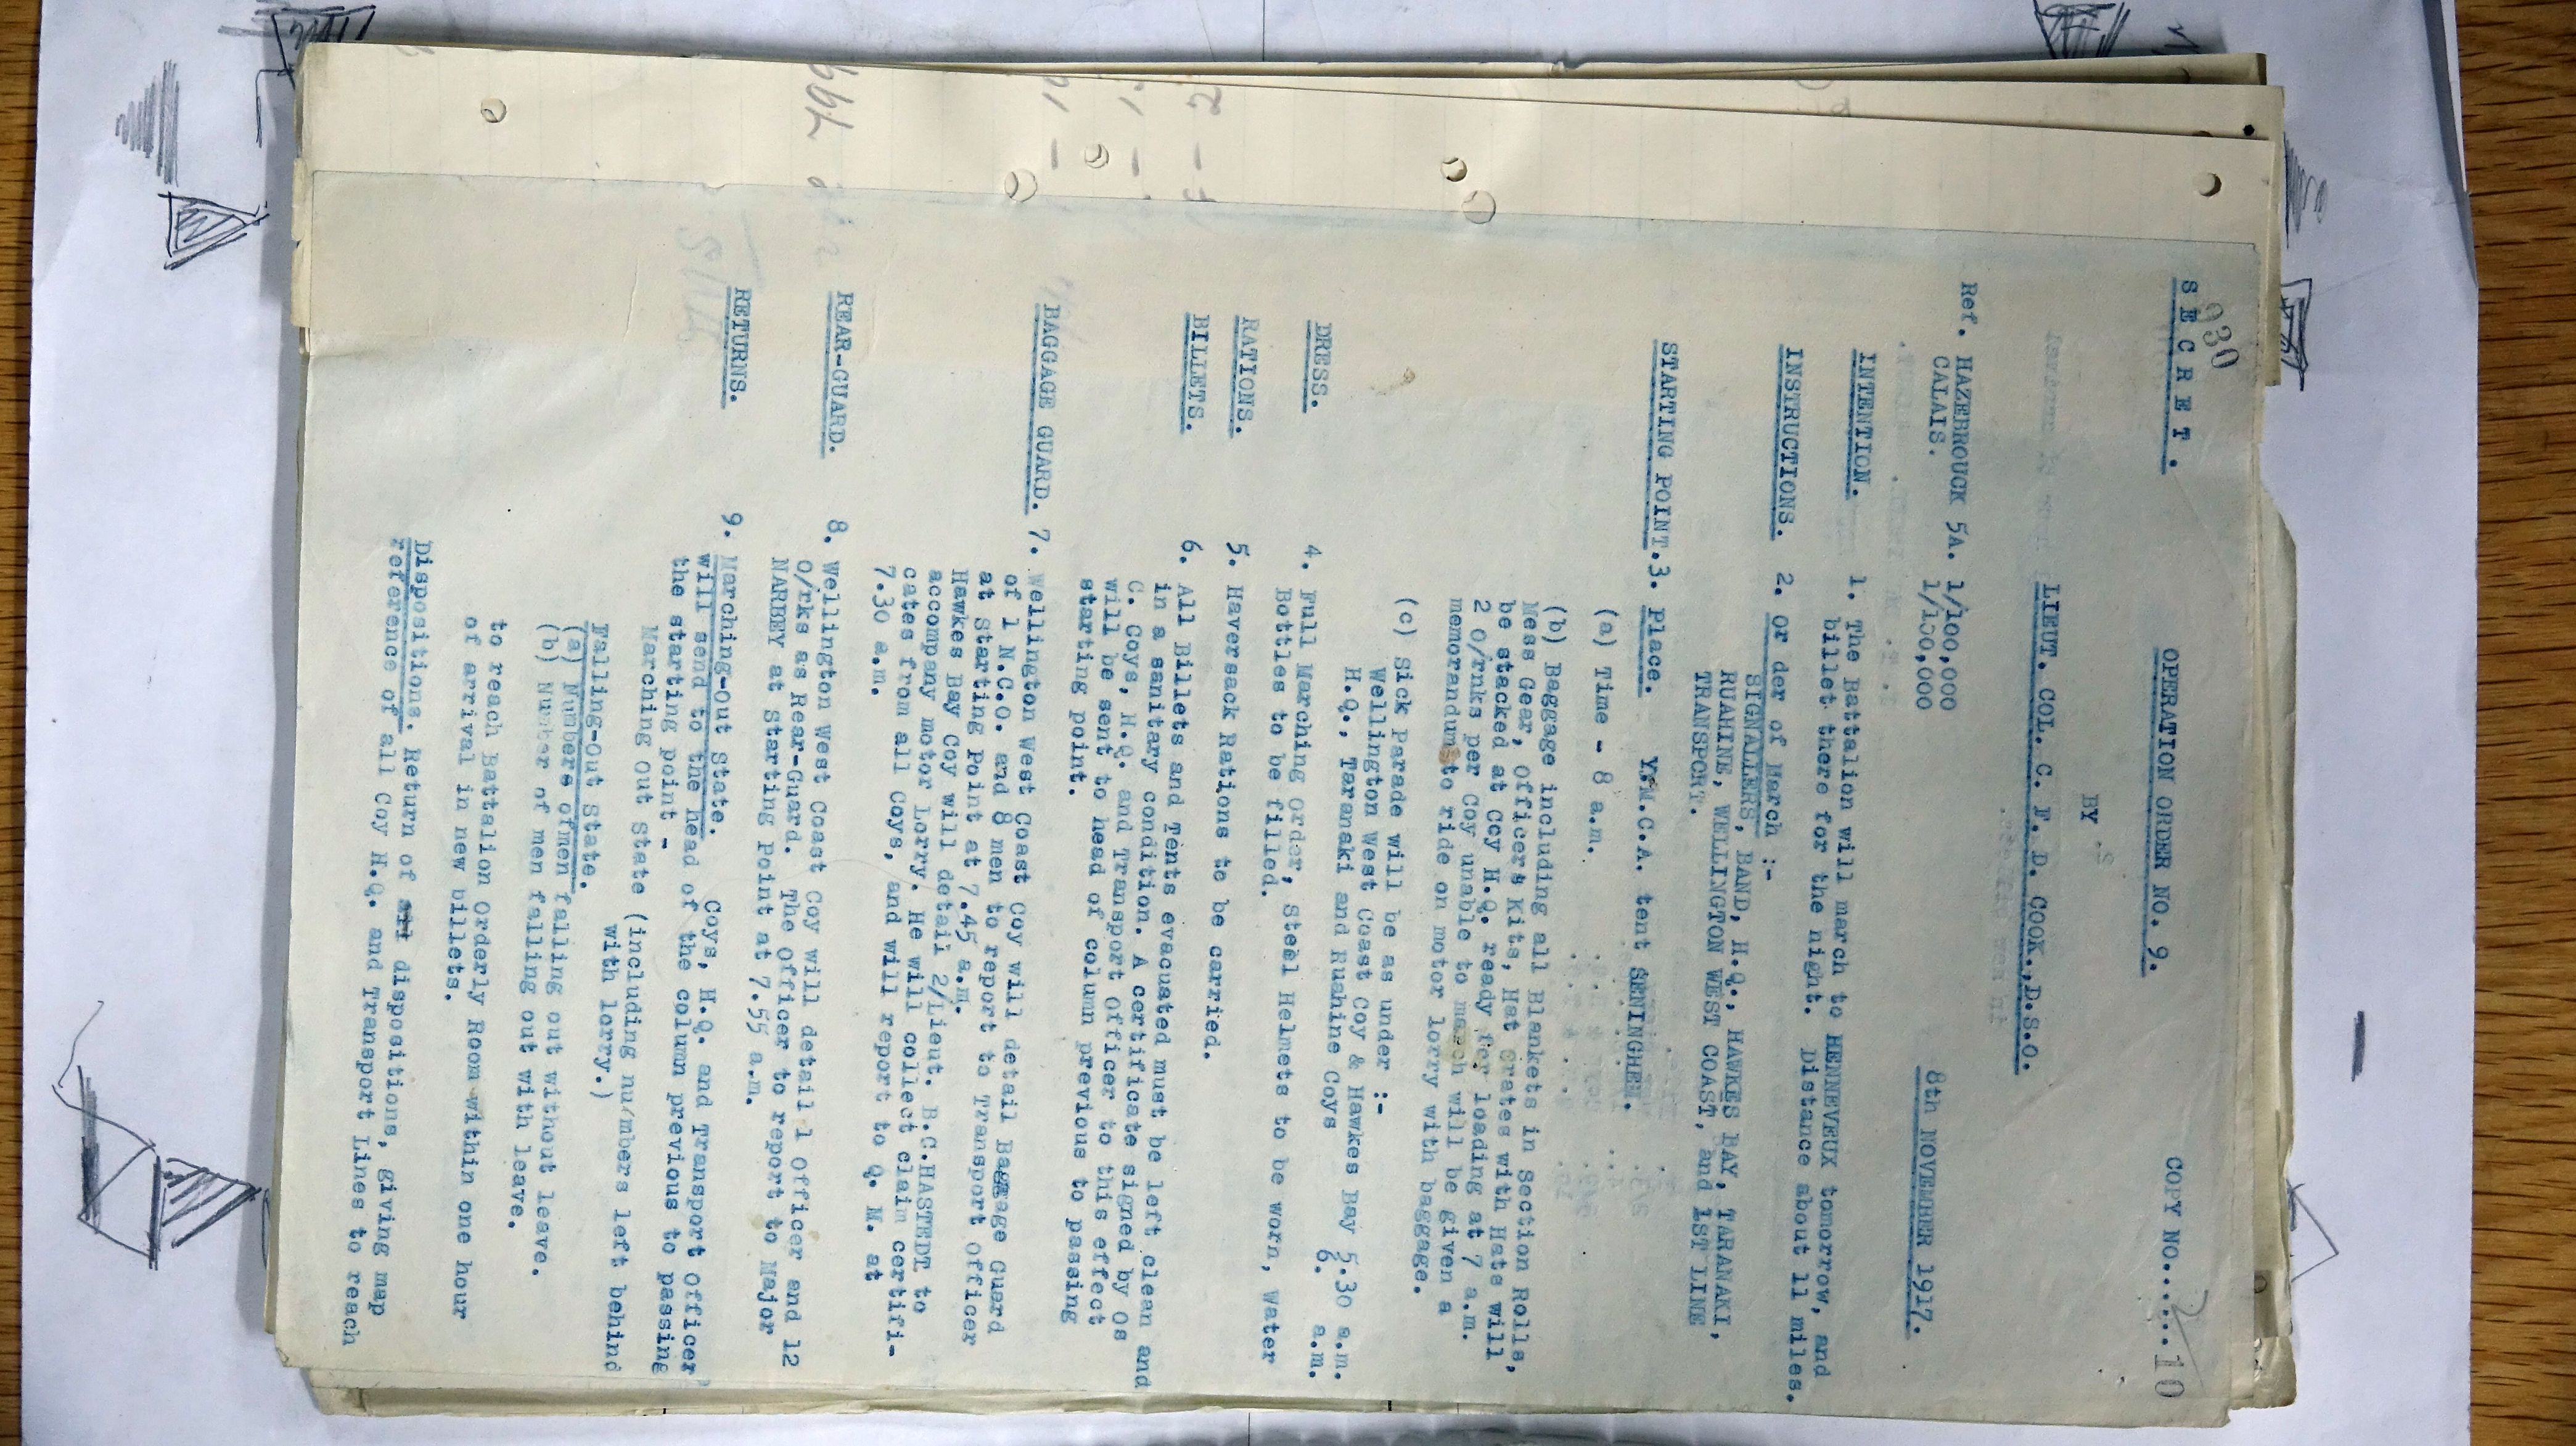 930
S E C R E T.
OPERATION ORDER NO. 9.
COPY NO....... 10
BY
LIEUT. COL. C. F. D. COOK.,D.S.O.
8th NOVEMBER 1917.
Ref. HAZEBROUCK 5A. 1/100,000
CALAIS. 1/100,000
INTENTION. 1. The Battalion will march to HENNEVEUX tomorrow, and
billet there for the night. Distance about 11 miles.
INSTRUCTIONS. 2. Or der of March :-
SIGNALLERS, BAND, H.Q., HAWKES BAY, TARANAKI,
RUAHINE, WELLINGTON WEST COAST, and 1ST LINE
TRANSPORT.
STARTING POINT.3. Place. Y.M.C.A. tent SENINGHEM.
(a) Time - 8 a.m.
(b) Baggage including all Blankets in Section Rolls,
Mess Gear, Officers Kits, Hat Crates with Hats will
be stacked at Coy H.Q. ready for loading at 7 a.m.
2 O/rnks per Coy unable to march will be given a
memorandum to ride on motor lorry with baggage.
(c) Sick Parade will be as under :-
Wellington West Coast Coy & Hawkes Bay 5.30 a.m.
H.Q., Taranaki and Ruahine Coys 6. a.m.
DRESS. 4. Full Marching Order, Steel Helmets to be worn, Water
Bottles to be filled.
RATIONS. 5. Haversack Rations to be carried.
BILLETS. 6. All Billets and Tents evacuated must be left clean and
in a sanitary condition. A certificate signed by Os
C. Coys, H.Q. and Transport Officer to this effect
will be sent to head of column previous to passing
starting point.
BAGGAGE GUARD. 7. Wellington West Coast Coy will detail Baggage Guard
of 1 N.C.O. and 8 men to report to Transport Officer
at Starting Point at 7.45 a.m.
Hawkes Bay Coy will detail 2/Lieut. B.C.HASTEDT to
accompany motor Lorry. He will collect claim certifi-
cates from all Coys, and will report to Q. M. at
7.30 a.m.
REAR-GUARD. 8. Wellington West Coast Coy will detail 1 Officer and 12
O/rks as Rear-Guard. The Officer to report to Major
NARBEY at Starting Point at 7.55 a.m.
RETURNS. 9. Marching-Out State. Coys, H.Q. and Transport Officer
will send to the head of the column previous to passing
the starting point -
Marching Out State (including nu/mbers left behind
with lorry.)
Falling-Out State.
(a) Numbers ofmen falling out without leave.
(b) Number of men falling out with leave.
to reach Battalion Orderly Room within one hour
of arrival in new billets.
Dispositions. Return of all dispositions, giving map
reference of all Coy H.Q. and Transport Lines to reach